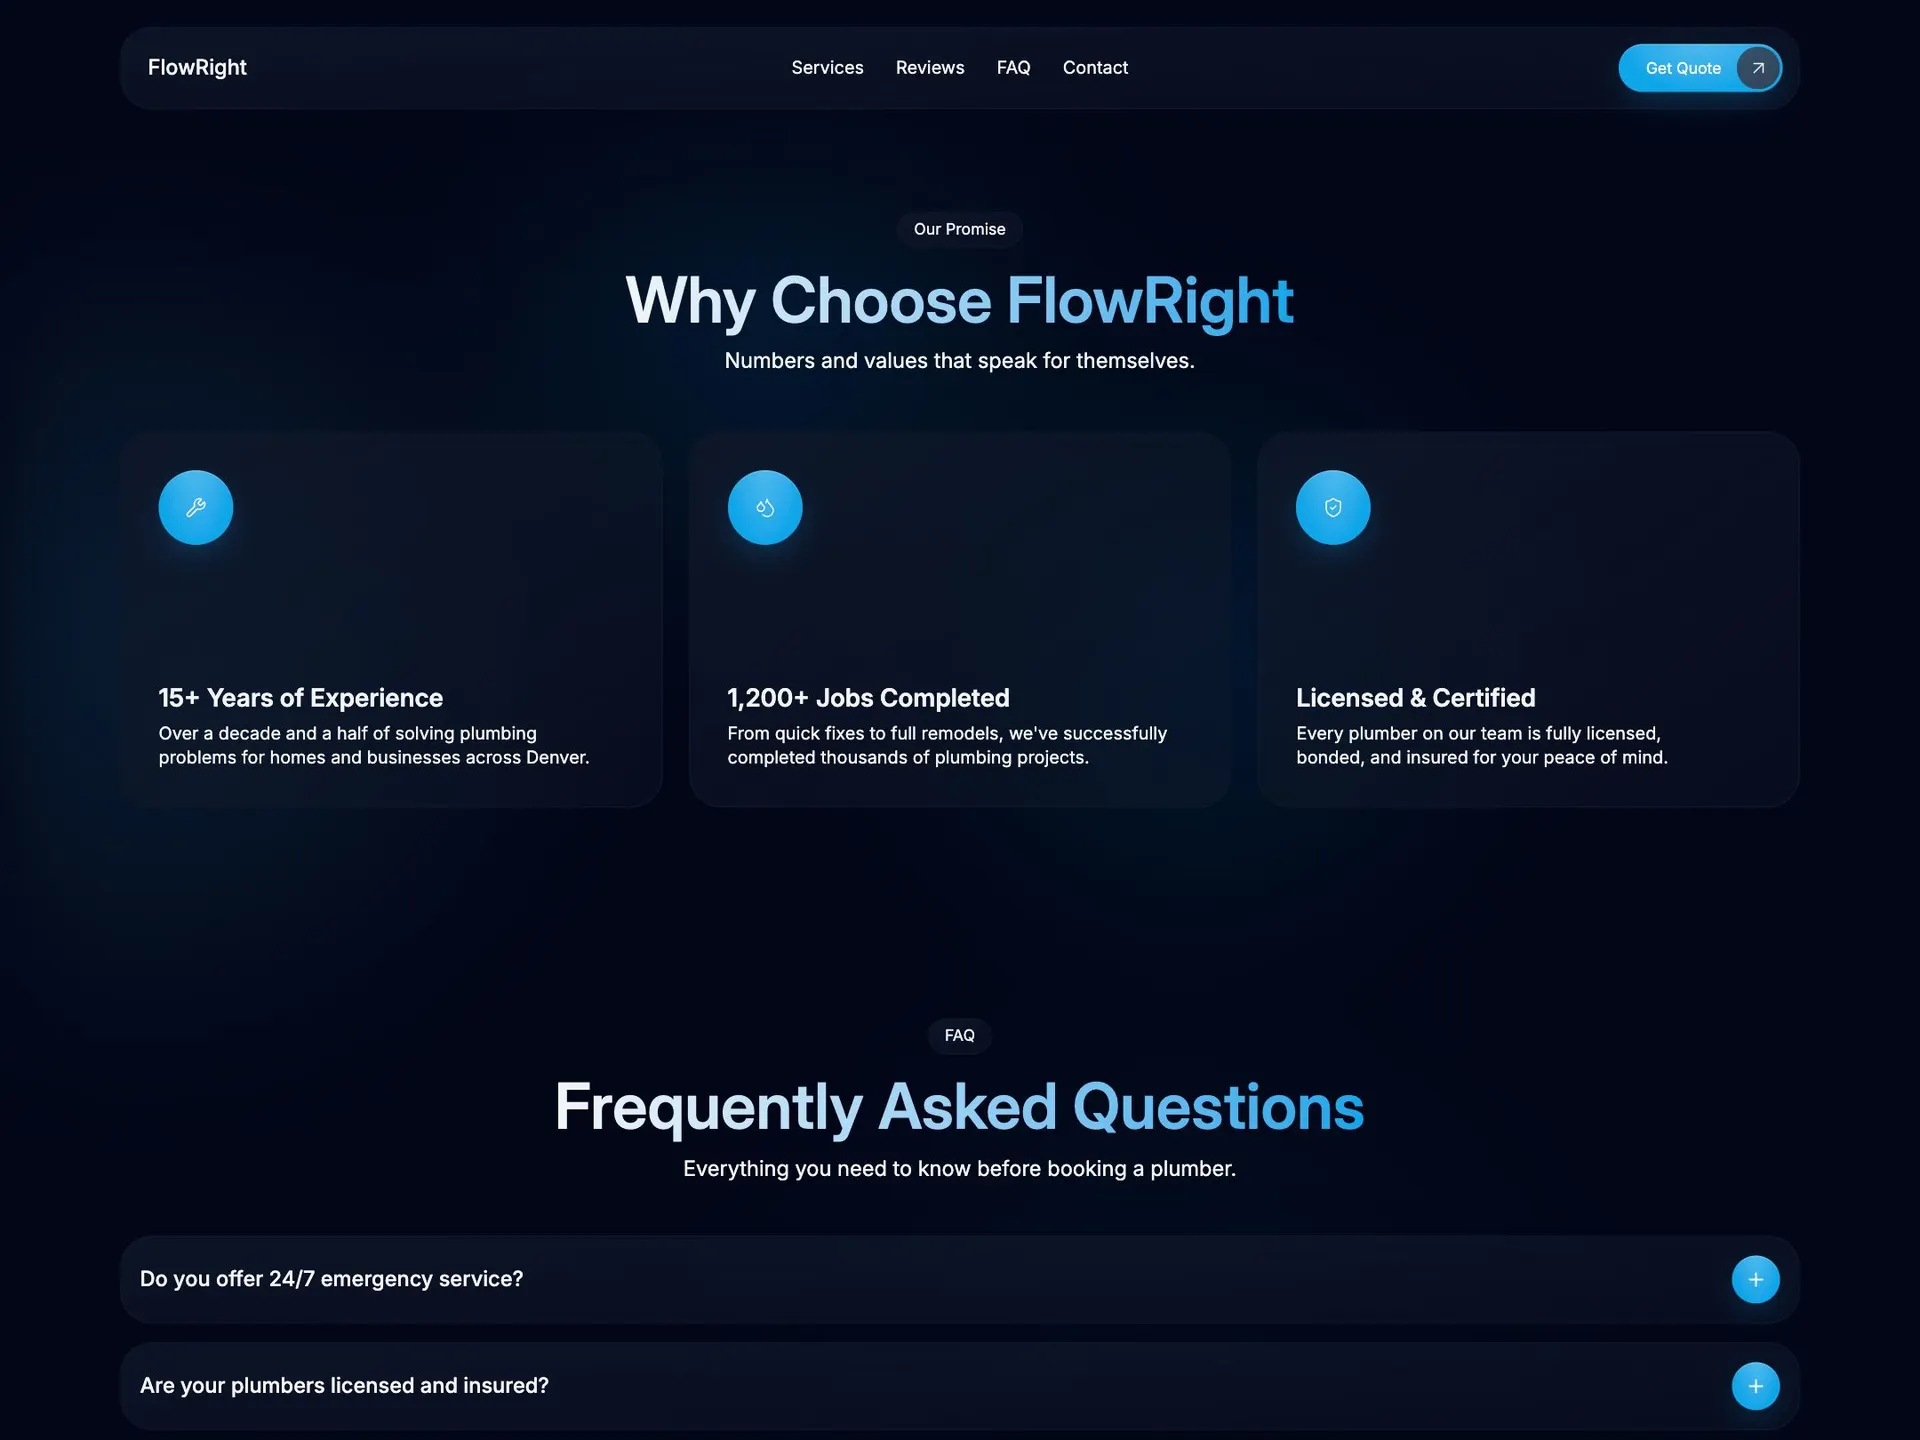 FlowRight
Services
Reviews
FAQ
Contact
Get Quote
Our Promise
Why Choose FlowRight
Numbers and values that speak for themselves.
15+ Years of Experience
Over a decade and a half of solving plumbing
problems for homes and businesses across Denver.
1,200+ Jobs Completed
From quick fixes to full remodels, we've successfully
completed thousands of plumbing projects.
Licensed & Certified
Every plumber on our team is fully licensed,
bonded, and insured for your peace of mind.
FAQ
Frequently Asked Questions
Everything you need to know before booking a plumber.
Do you offer 24/7 emergency service?
Are your plumbers licensed and insured?